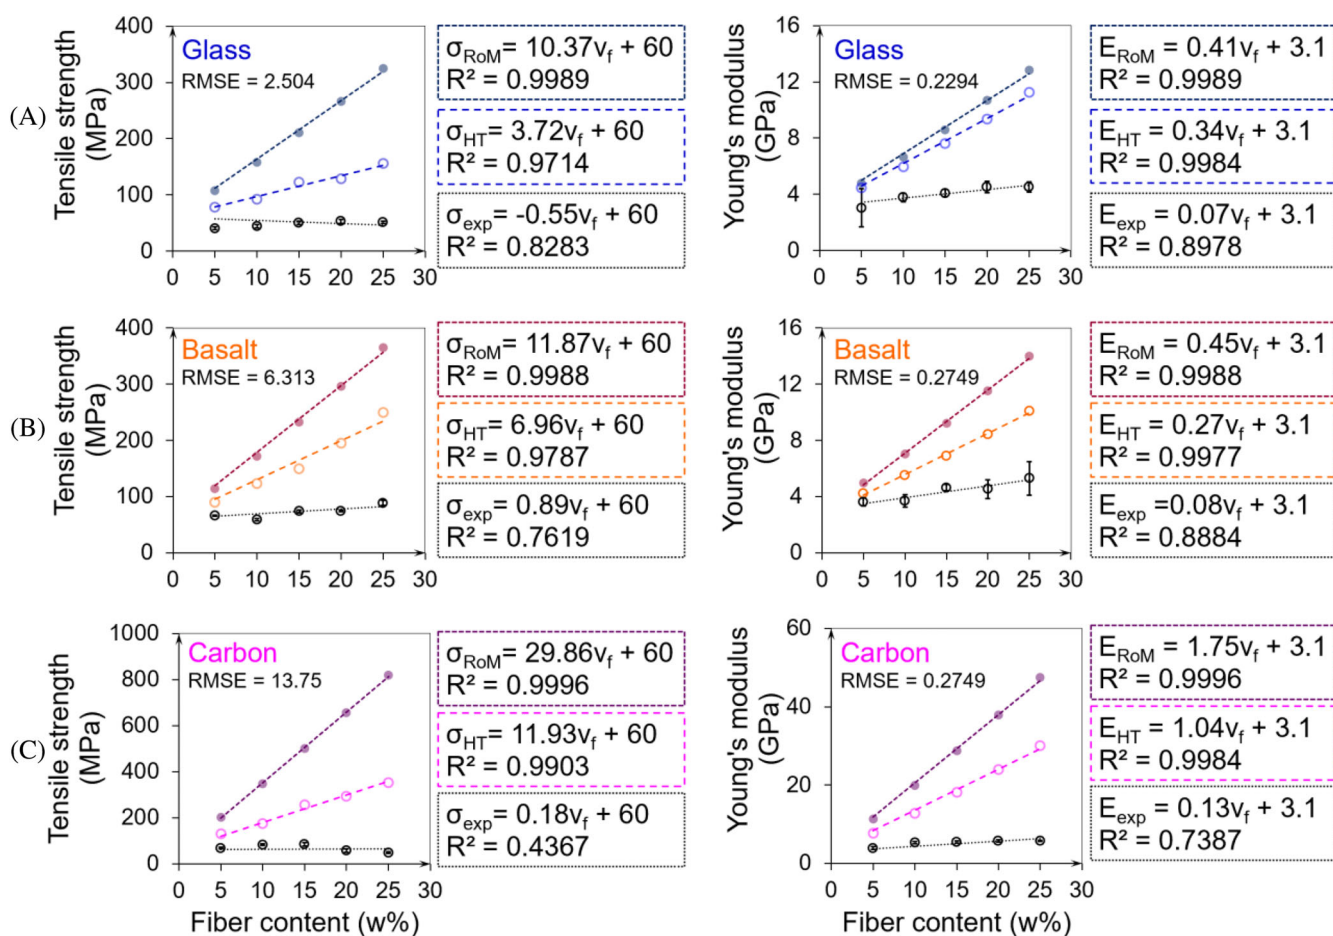 (A)
Tensile strength
(MPa)
400
300
200
100
0
Glass
RMSE = 2.504
0 5 10 15 20 25 30
σRoM= 10.37vf + 60
R² = 0.9989
σHT = 3.72vf + 60
R² = 0.9714
σexp = -0.55vf + 60
R² = 0.8283
Young's modulus
(GPa)
16
12
8
4
0
Glass
RMSE = 0.2294
0 5 10 15 20 25 30
ERoM = 0.41vf + 3.1
R² = 0.9989
EHT = 0.34vf + 3.1
R² = 0.9984
Eexp = 0.07vf + 3.1
R² = 0.8978
(B)
Tensile strength
(MPa)
400
300
200
100
0
Basalt
RMSE = 6.313
0 5 10 15 20 25 30
σRoM= 11.87vf + 60
R² = 0.9988
σHT = 6.96vf + 60
R² = 0.9787
σexp = 0.89vf + 60
R² = 0.7619
Young's modulus
(GPa)
16
12
8
4
0
Basalt
RMSE = 0.2749
0 5 10 15 20 25 30
ERoM = 0.45vf + 3.1
R² = 0.9988
EHT = 0.27vf + 3.1
R² = 0.9977
Eexp =0.08vf + 3.1
R² = 0.8884
(C)
Tensile strength
(MPa)
1000
800
600
400
200
0
Carbon
RMSE = 13.75
0 5 10 15 20 25 30
Fiber content (w%)
σRoM= 29.86vf + 60
R² = 0.9996
σHT = 11.93vf + 60
R² = 0.9903
σexp = 0.18vf + 60
R² = 0.4367
Young's modulus
(GPa)
60
40
20
0
Carbon
RMSE = 0.2749
0 5 10 15 20 25 30
Fiber content (w%)
ERoM = 1.75vf + 3.1
R² = 0.9996
EHT = 1.04vf + 3.1
R² = 0.9984
Eexp = 0.13vf + 3.1
R² = 0.7387